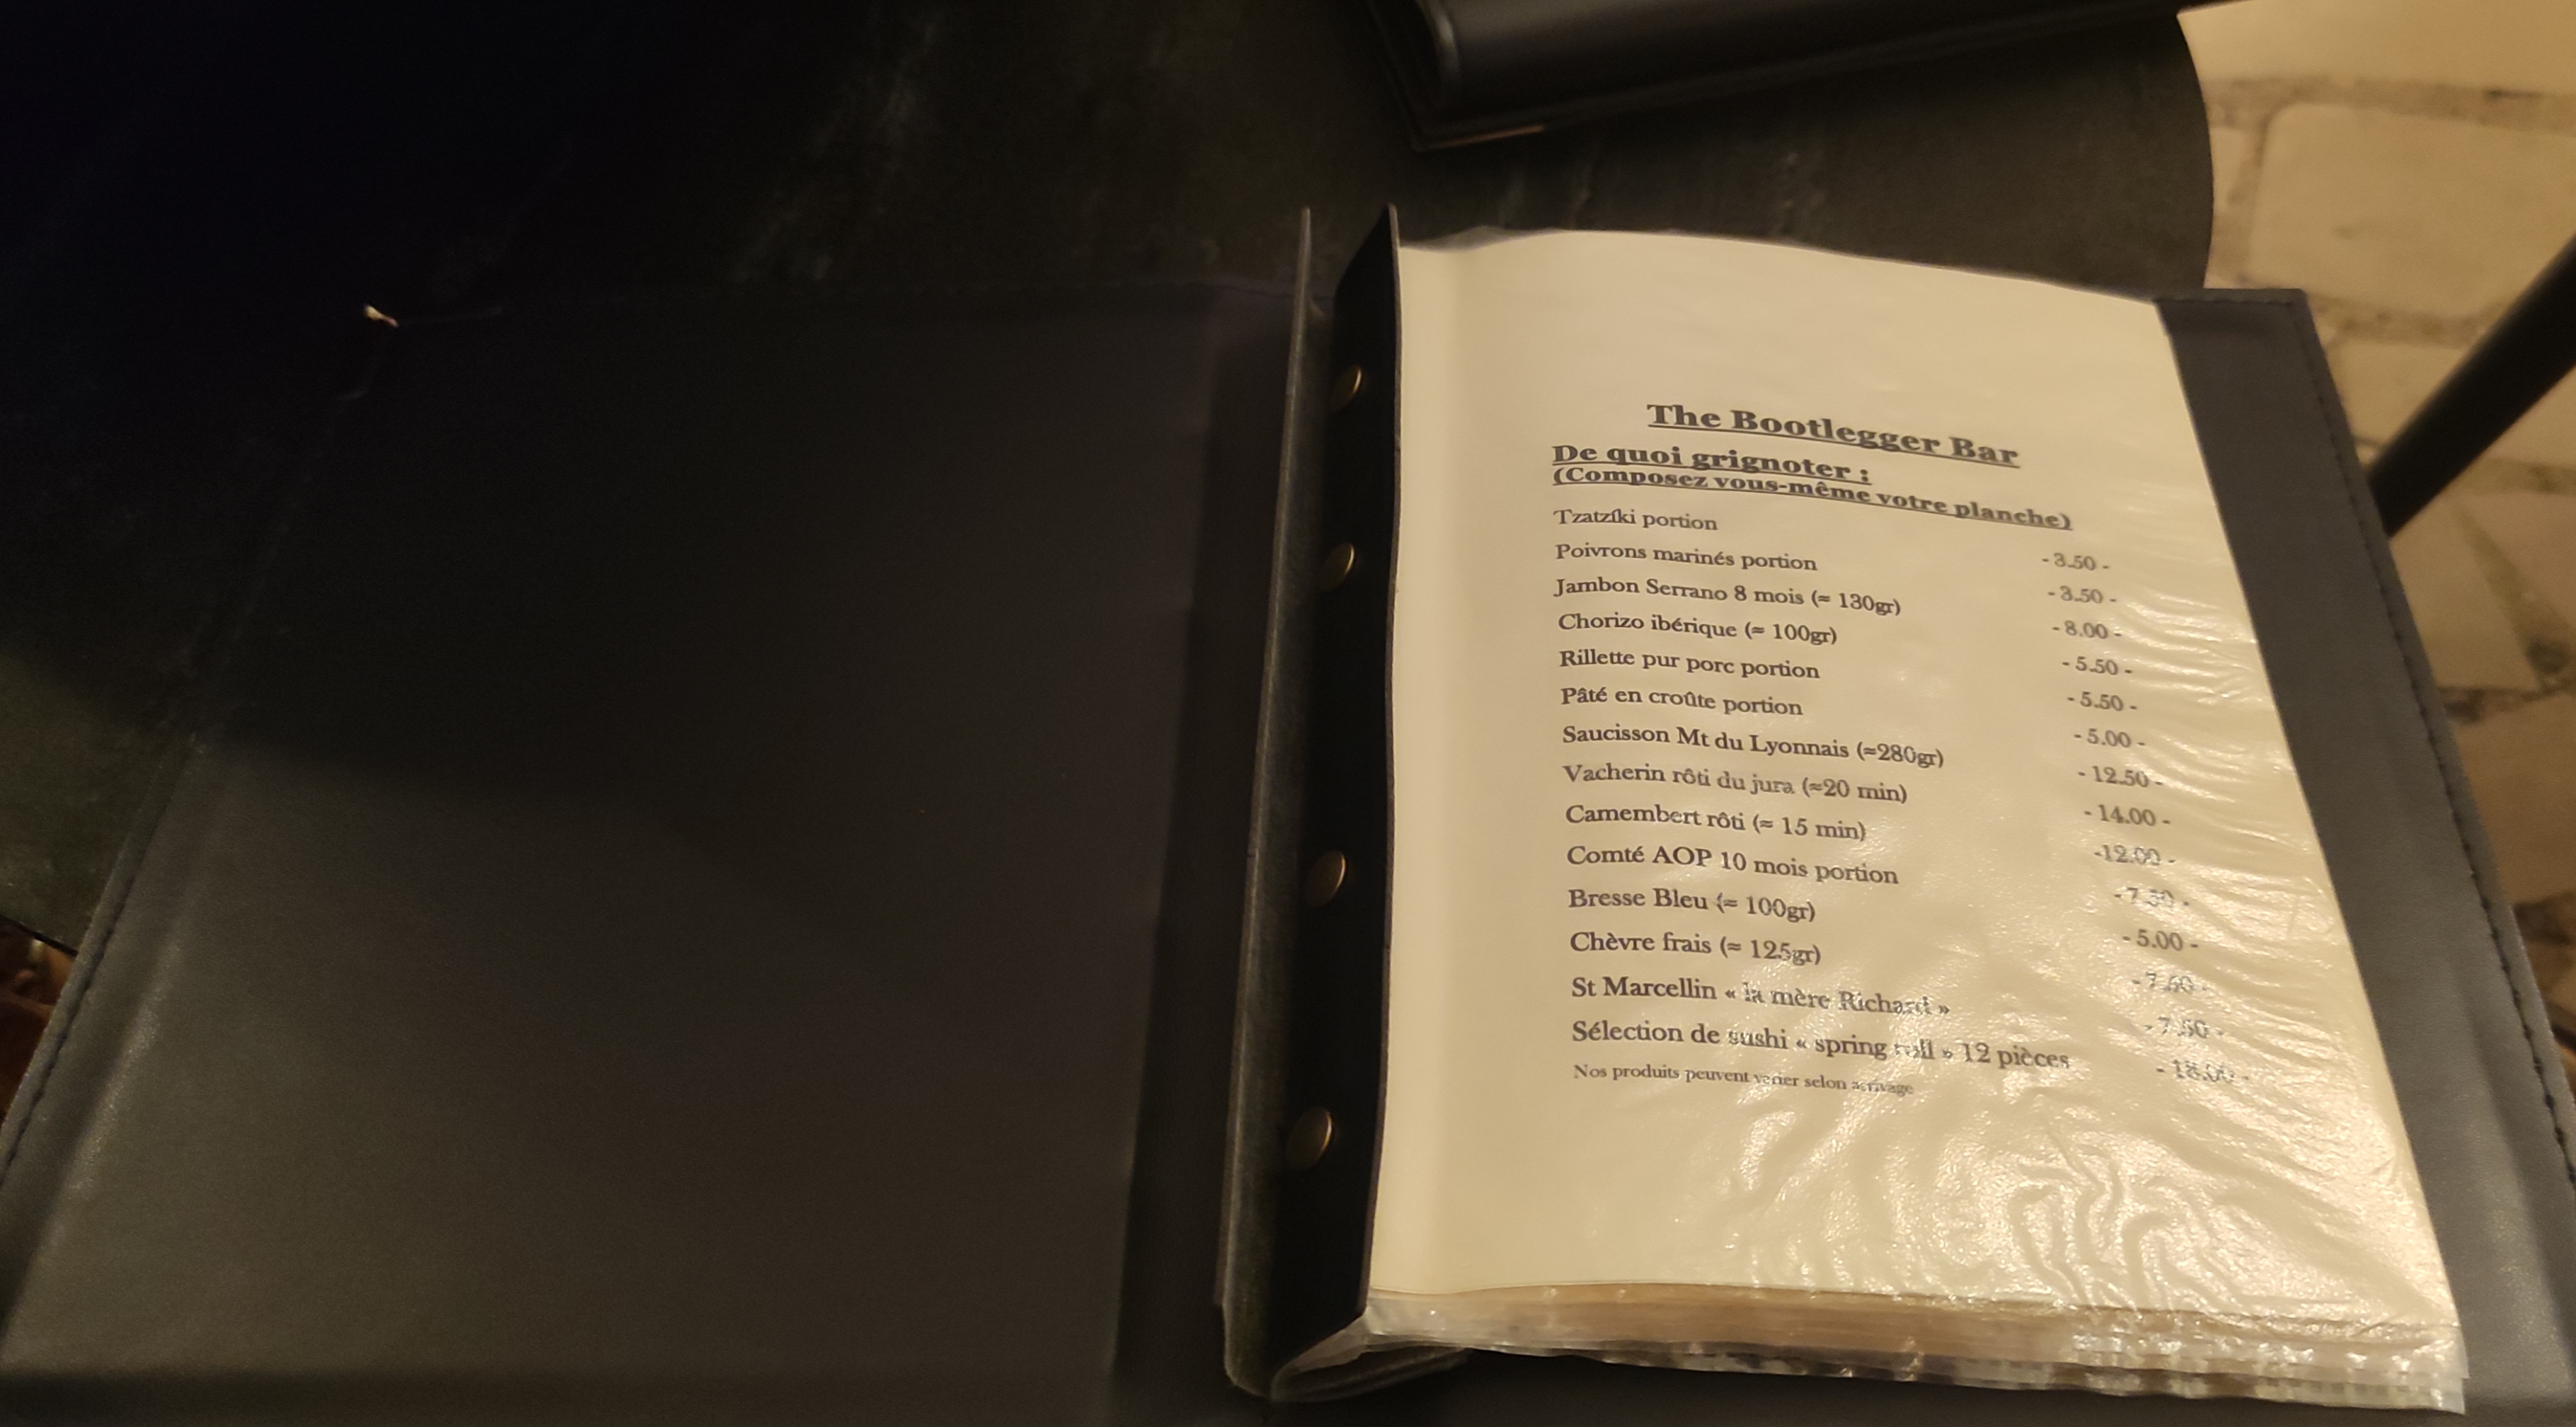 The Bootlegger Bar
De quoi grignoter :
(Composez vous-même votre planche)
Tzatzíki portion - 3.50 -
Poivrons marinés portion - 3.50 -
Jambon Serrano 8 mois (≈ 130gr) - 8.00 -
Chorizo ibérique (≈ 100gr) - 5.50 -
Rillette pur porc portion - 5.50 -
Pâté en croûte portion - 5.00 -
Saucisson Mt du Lyonnais (≈280gr) - 12.50 -
Vacherin rôti du jura (≈20 min) - 14.00 -
Camembert rôti (≈ 15 min) -12.00 -
Comté AOP 10 mois portion - 7.50 -
Bresse Bleu (≈ 100gr) - 5.00 -
Chèvre frais (≈ 125gr)
St Marcellin « la mère Richard »
Sélection de sushi « spring roll » 12 pièces - 18.00 -
Nos produits peuvent varier selon arrivage